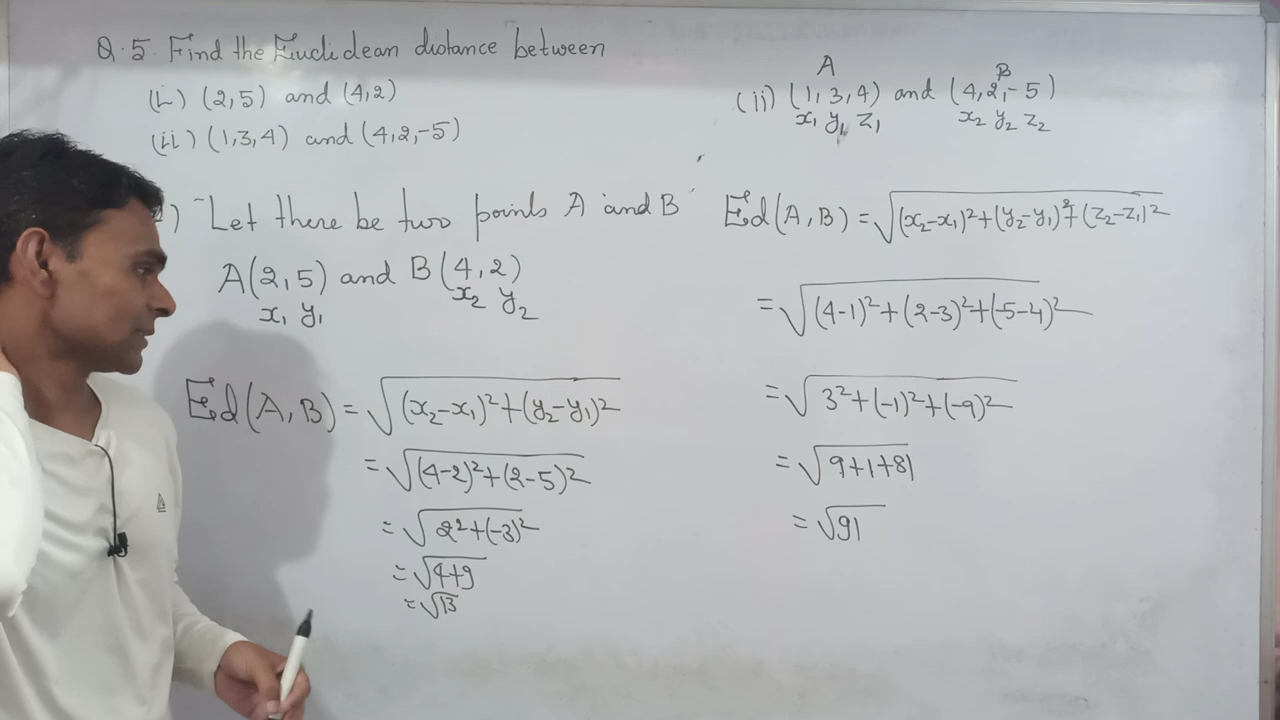 Q.5. Find the Euclidean distance between
(i) (2,5) and (4,2)
(ii) (1,3,4) and (4,2,-5)
) Let there be two points A and B
A(2,5) and B(4,2)
x₁ y₁ x₂ y₂
Ed(A,B) = √(x₂-x₁)²+(y₂-y₁)²
= √(4-2)²+(2-5)²
= √2²+(-3)²
= √4+9
= √13
A B
(ii) (1,3,4) and (4,2,-5)
x₁ y₁ z₁ x₂ y₂ z₂
Ed(A,B) = √(x₂-x₁)²+(y₂-y₁)²+(z₂-z₁)²
= √(4-1)²+(2-3)²+(-5-4)²
= √3²+(-1)²+(-9)²
= √9+1+81
= √91